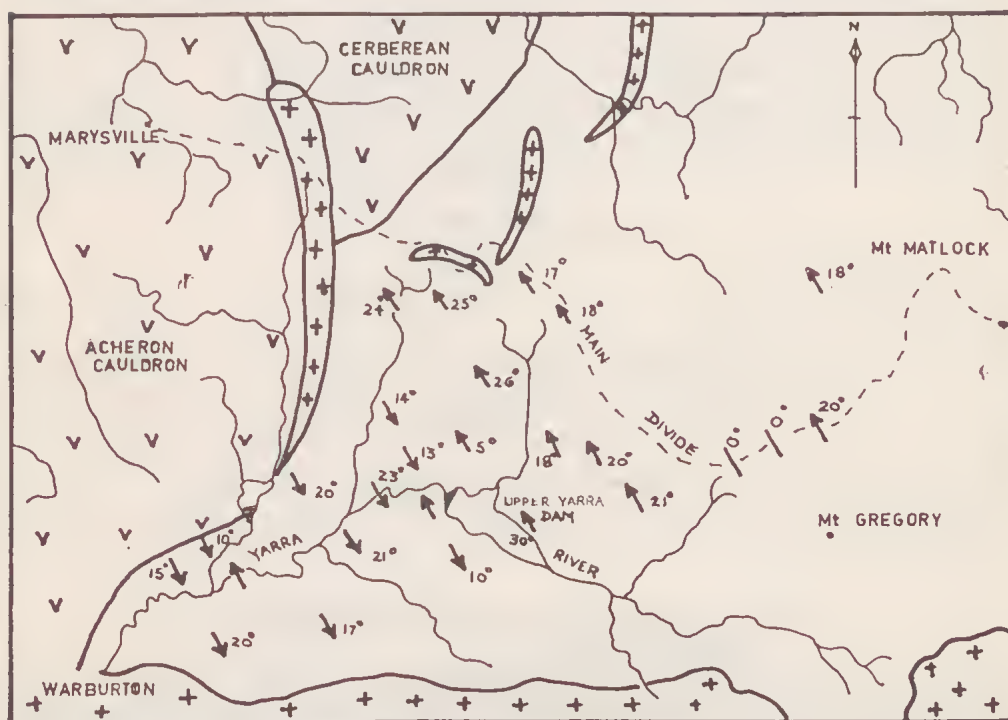 CERBEREAN
CAULDRON
N
MARYSVILLE
Mt MATLOCK
17°
18°
24°
25°
18°
MAIN
ACHERON
CAULDRON
26°
14°
DIVIDE
20°
0°
0°
13°
5°
18°
20°
23°
20°
UPPER YARRA
DAM
21°
Mt GREGORY
30°
YARRA
21°
10°
RIVER
15°
20°
17°
WARBURTON